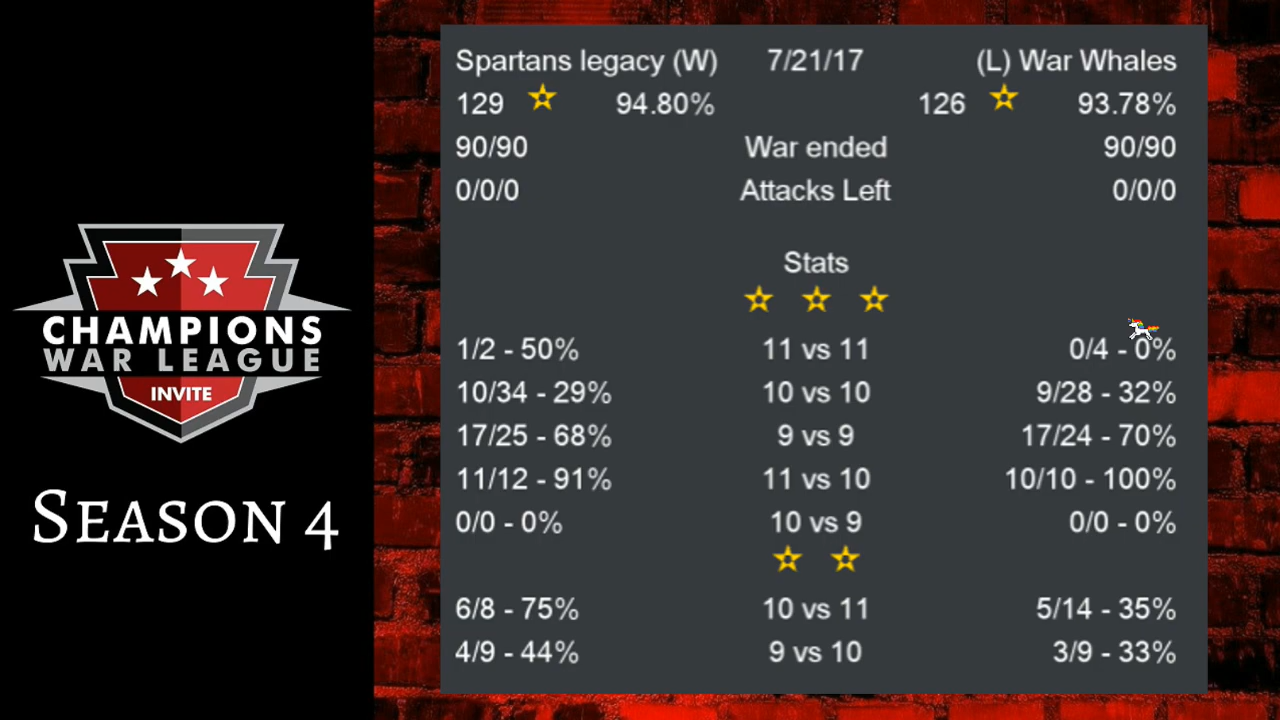 CHAMPIONS
WAR LEAGUE
INVITE
SEASON 4
Spartans legacy (W) 7/21/17 (L) War Whales
129 94.80% 126 93.78%
90/90 War ended 90/90
0/0/0 Attacks Left 0/0/0
Stats
1/2 - 50% 11 vs 11 0/4 - 0%
10/34 - 29% 10 vs 10 9/28 - 32%
17/25 - 68% 9 vs 9 17/24 - 70%
11/12 - 91% 11 vs 10 10/10 - 100%
0/0 - 0% 10 vs 9 0/0 - 0%
6/8 - 75% 10 vs 11 5/14 - 35%
4/9 - 44% 9 vs 10 3/9 - 33%